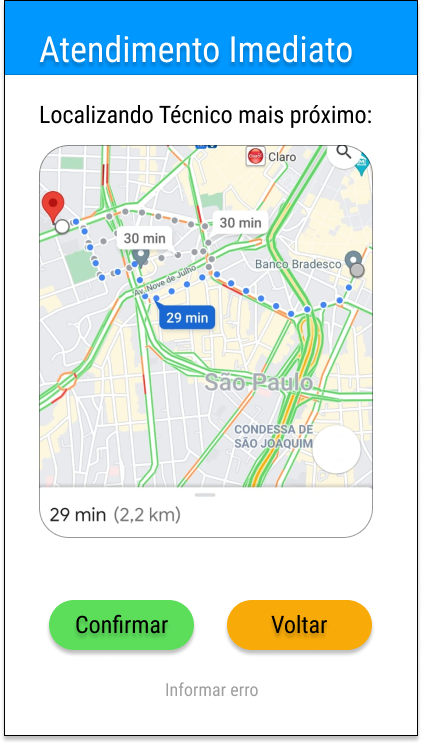 Atendimento Imediato
Localizando Técnico mais próximo:
Claro
30 min
30 min
Banco Bradesco
Av. Nove de Julho
29 min
São Paulo
CONDESSA DE
SÃO JOAQUIM
29 min (2,2 km)
Confirmar
Voltar
Informar erro